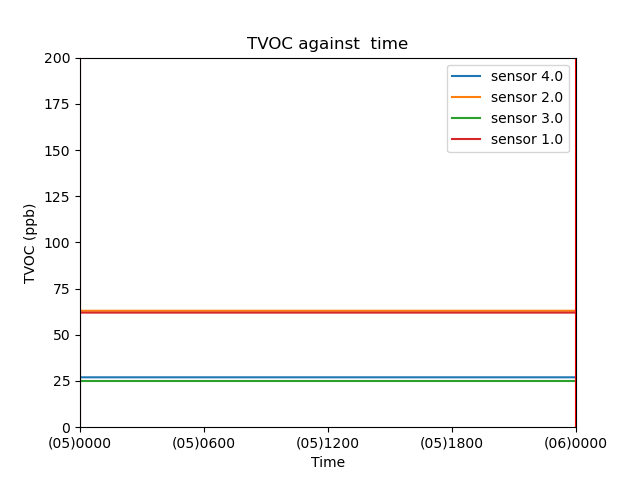 TVOC against  time
200
175
150
125
100
75
50
25
0
TVOC (ppb)
sensor 4.0
sensor 2.0
sensor 3.0
sensor 1.0
(05)0000 (05)0600 (05)1200 (05)1800 (06)0000
Time